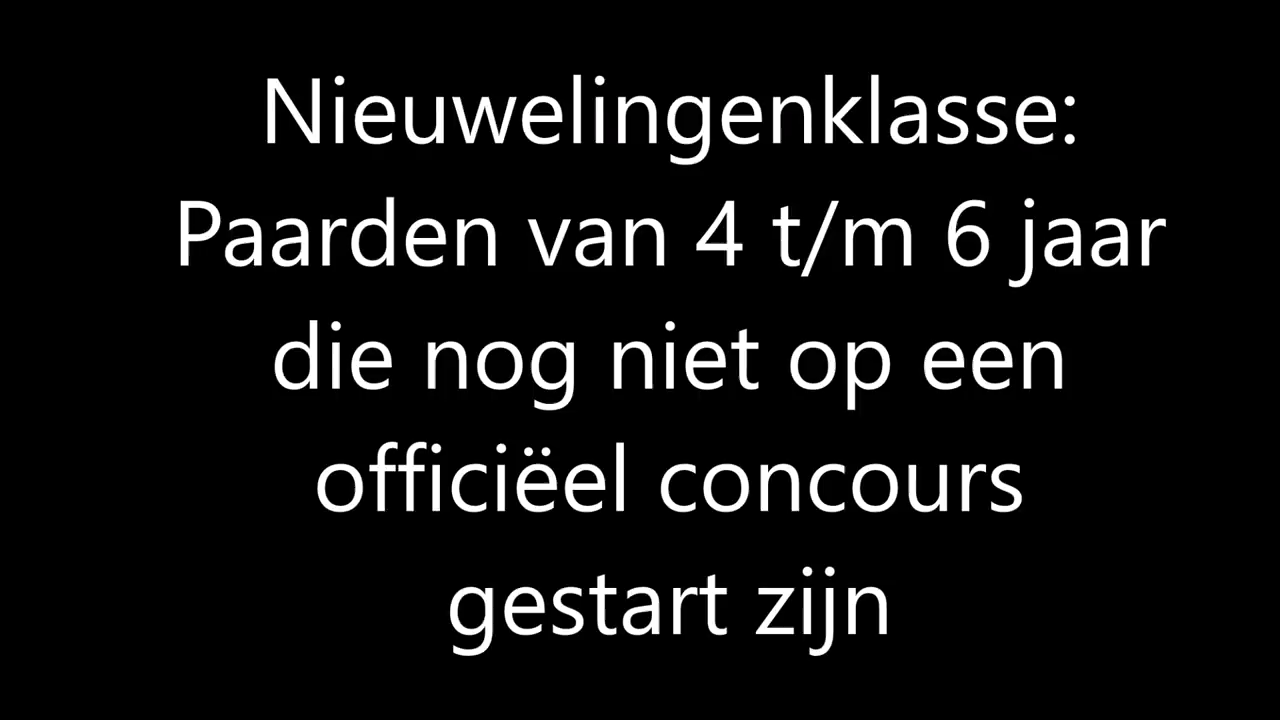 Nieuwelingenklasse:
Paarden van 4 t/m 6 jaar
die nog niet op een
officiëel concours
gestart zijn